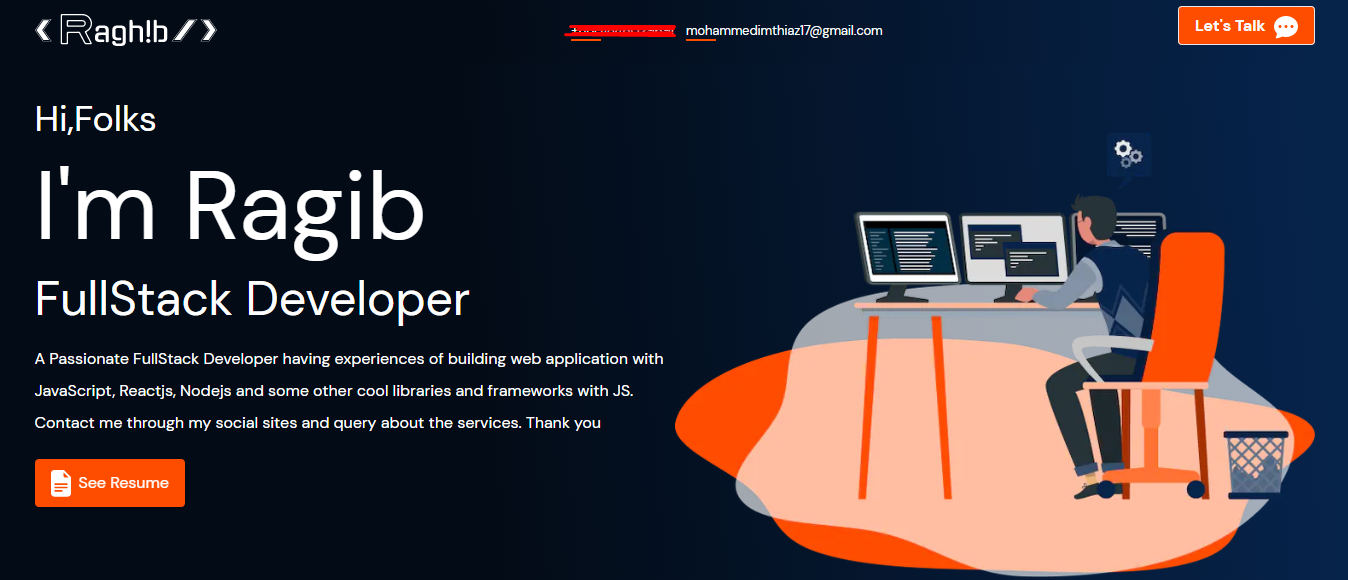 < Ragh!b />
mohammedimthiaz17@gmail.com
Let's Talk
Hi,Folks
I'm Ragib
FullStack Developer
A Passionate FullStack Developer having experiences of building web application with
JavaScript, Reactjs, Nodejs and some other cool libraries and frameworks with JS.
Contact me through my social sites and query about the services. Thank you
See Resume